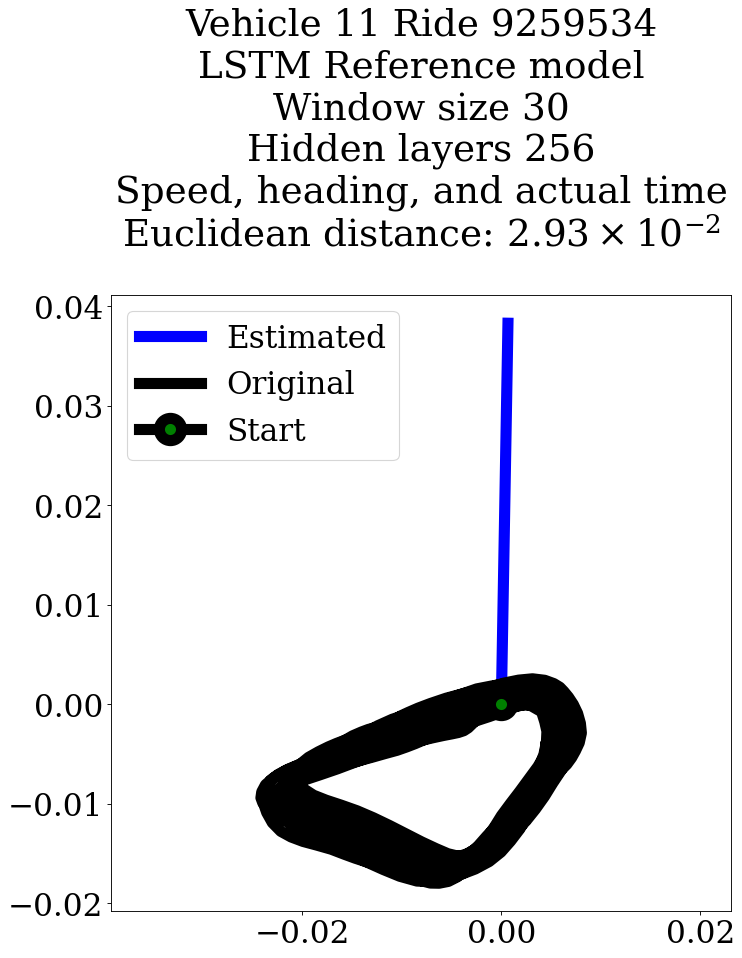 Vehicle 11 Ride 9259534
LSTM Reference model
Window size 30
Hidden layers 256
Speed, heading, and actual time
Euclidean distance: 2.93 × 10⁻²
0.04
Estimated
Original
Start
0.03
0.02
0.01
0.00
−0.01
−0.02
−0.02 0.00 0.02